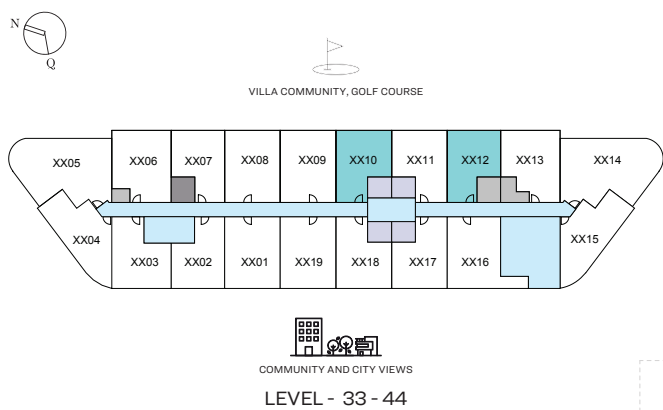 N
Q
VILLA COMMUNITY, GOLF COURSE
XX05 XX06 XX07 XX08 XX09 XX10 XX11 XX12 XX13 XX14
XX04 XX03 XX02 XX01 XX19 XX18 XX17 XX16 XX15
COMMUNITY AND CITY VIEWS
LEVEL - 33 - 44